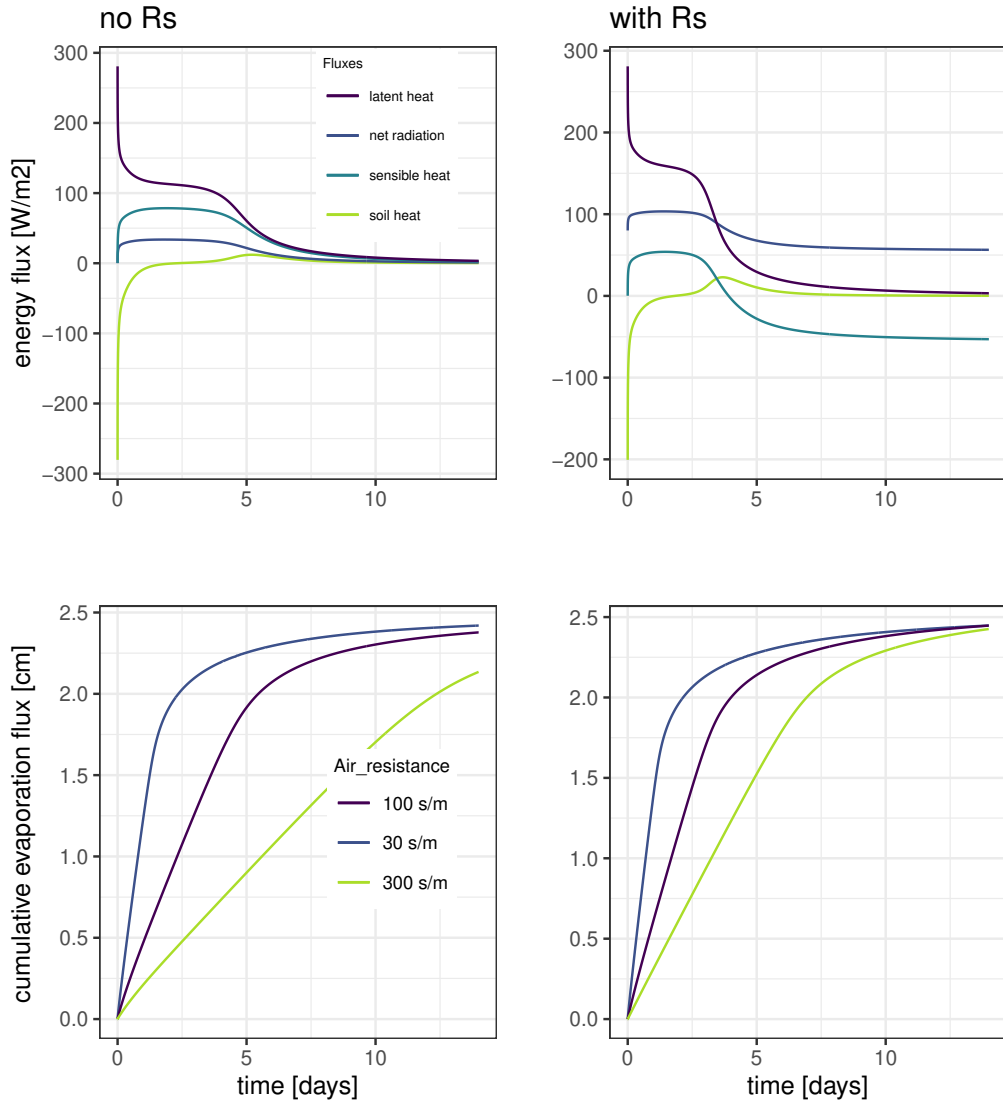 no Rs
with Rs
energy flux [W/m2]
300
200
100
0
−100
−200
−300
0
5
10
Fluxes
latent heat
net radiation
sensible heat
soil heat
300
200
100
0
−100
−200
0
5
10
cumulative evaporation flux [cm]
2.5
2.0
1.5
1.0
0.5
0.0
0
5
10
time [days]
Air_resistance
100 s/m
30 s/m
300 s/m
2.5
2.0
1.5
1.0
0.5
0.0
0
5
10
time [days]